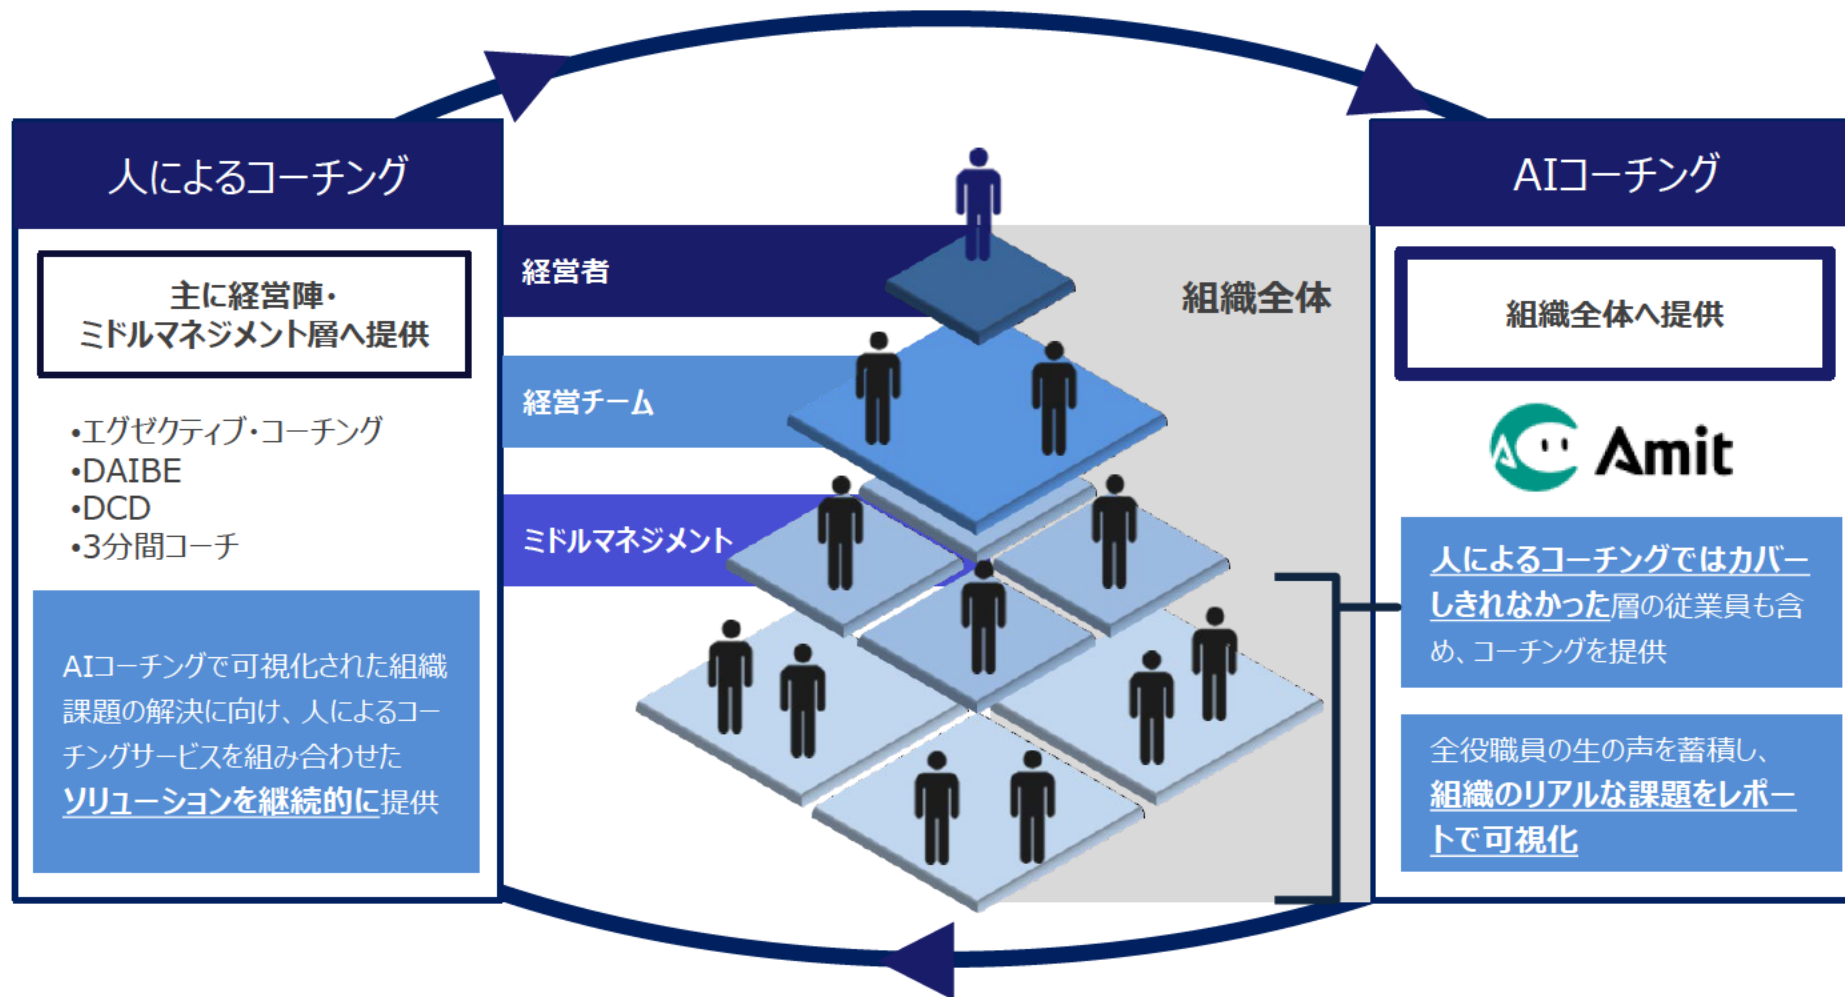 人によるコーチング
主に経営陣・
ミドルマネジメント層へ提供
•エグゼクティブ・コーチング
•DAIBE
•DCD
•3分間コーチ
AIコーチングで可視化された組織
課題の解決に向け、人によるコー
チングサービスを組み合わせた
ソリューションを継続的に提供
経営者
経営チーム
ミドルマネジメント
組織全体
AIコーチング
組織全体へ提供
Amit
人によるコーチングではカバー
しきれなかった層の従業員も含
め、コーチングを提供
全役職員の生の声を蓄積し、
組織のリアルな課題をレポー
トで可視化